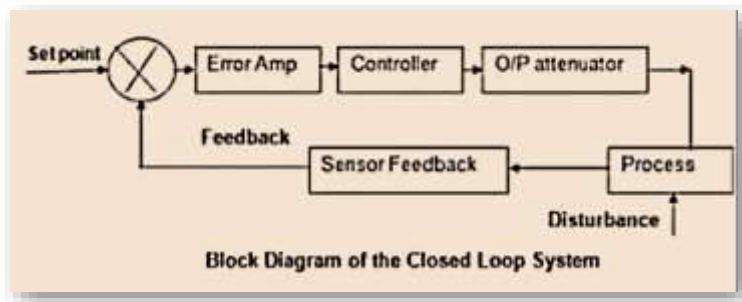 Set point
Error Amp
Controller
O/P attenuator
Feedback
Sensor Feedback
Process
Disturbance
Block Diagram of the Closed Loop System